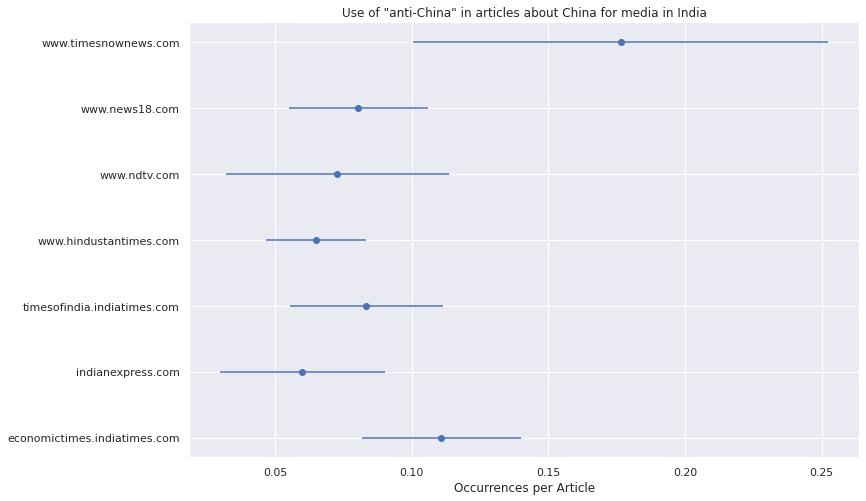 Use of "anti-China" in articles about China for media in India
www.timesnownews.com
www.news18.com
www.ndtv.com
www.hindustantimes.com
timesofindia.indiatimes.com
indianexpress.com
economictimes.indiatimes.com
0.05 0.10 0.15 0.20 0.25
Occurrences per Article